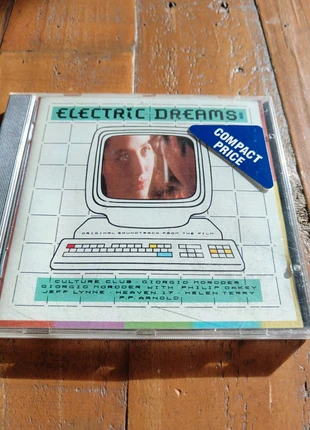 ELECTRIC DREAMS
COMPACT
PRICE
ORIGINAL SOUNDTRACK FROM THE FILM
CULTURE CLUB · GIORGIO MORODER
GIORGIO MORODER WITH PHILIP OAKEY
JEFF LYNNE · HEAVEN 17 · HELEN TERRY
P.P. ARNOLD